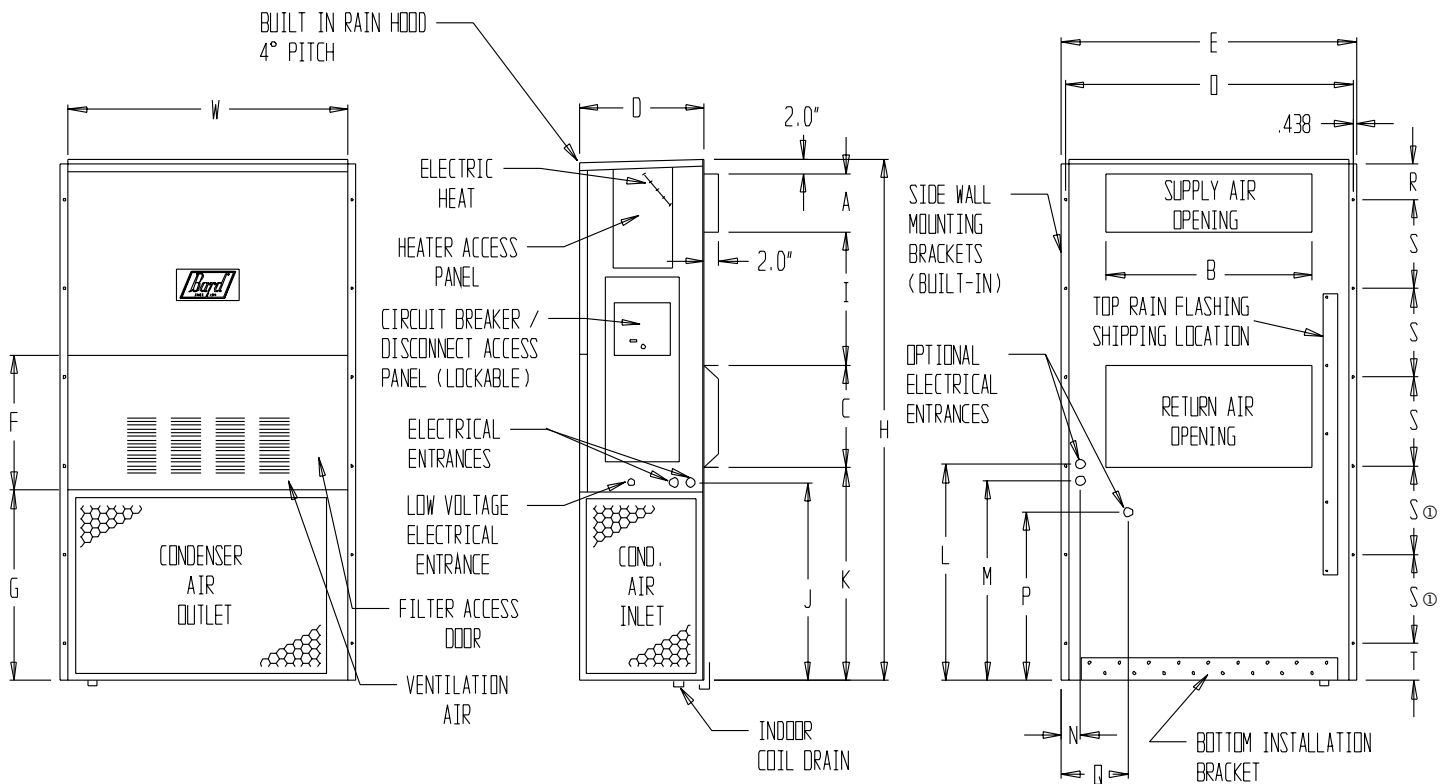 BUILT IN RAIN HOOD
4° PITCH
W
Bard
F
G
CONDENSER
AIR
OUTLET
ELECTRIC
HEAT
HEATER ACCESS
PANEL
CIRCUIT BREAKER /
DISCONNECT ACCESS
PANEL (LOCKABLE)
ELECTRICAL
ENTRANCES
LOW VOLTAGE
ELECTRICAL
ENTRANCE
FILTER ACCESS
DOOR
VENTILATION
AIR
D
2.0"
A
2.0"
I
C
H
J
K
COND.
AIR
INLET
INDOOR
COIL DRAIN
E
O
.438
SIDE WALL
MOUNTING
BRACKETS
(BUILT-IN)
SUPPLY AIR
OPENING
B
TOP RAIN FLASHING
SHIPPING LOCATION
OPTIONAL
ELECTRICAL
ENTRANCES
RETURN AIR
OPENING
R
S
S
S
S①
S①
T
L
M
P
N
Q
BOTTOM INSTALLATION
BRACKET